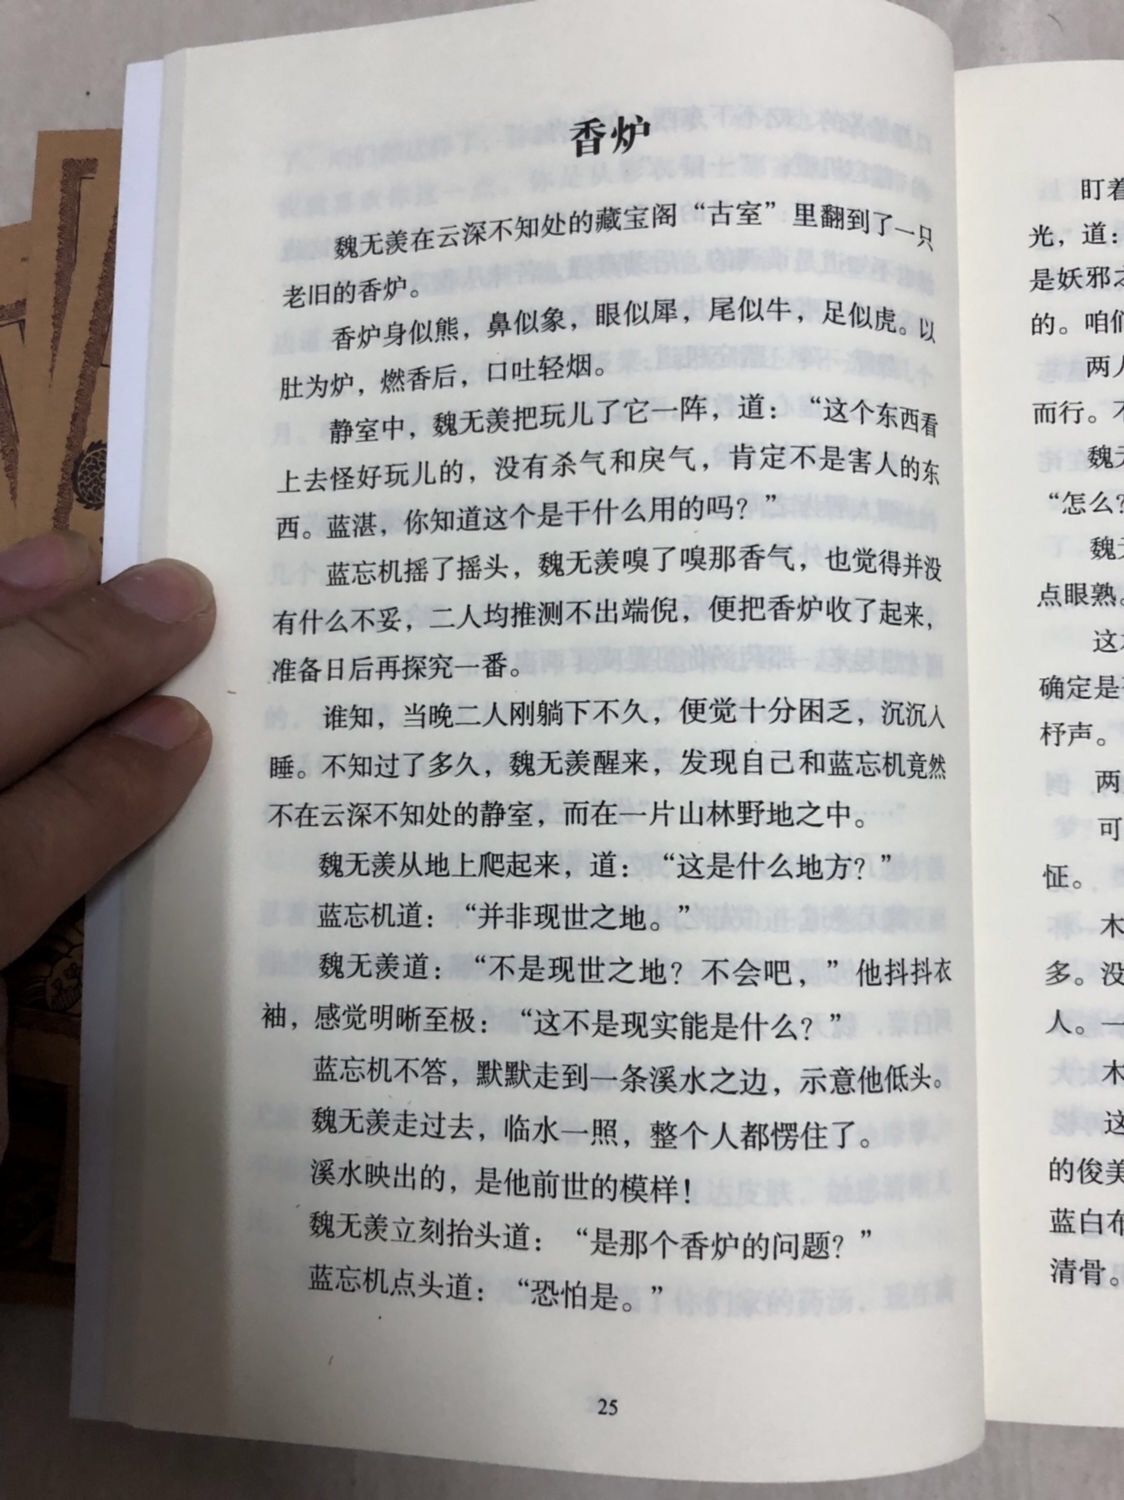 香炉
魏无羡在云深不知处的藏宝阁“古室”里翻到了一只
老旧的香炉。
香炉身似熊，鼻似象，眼似犀，尾似牛，足似虎。以
肚为炉，燃香后，口吐轻烟。
静室中，魏无羡把玩儿了它一阵，道：“这个东西看
上去怪好玩儿的，没有杀气和戾气，肯定不是害人的东
西。蓝湛，你知道这个是干什么用的吗？”
蓝忘机摇了摇头，魏无羡嗅了嗅那香气，也觉得并没
有什么不妥，二人均推测不出端倪，便把香炉收了起来，
准备日后再探究一番。
谁知，当晚二人刚躺下不久，便觉十分困乏，沉沉入
睡。不知过了多久，魏无羡醒来，发现自己和蓝忘机竟然
不在云深不知处的静室，而在一片山林野地之中。
魏无羡从地上爬起来，道：“这是什么地方？”
蓝忘机道：“并非现世之地。”
魏无羡道：“不是现世之地？不会吧，”他抖抖衣
袖，感觉明晰至极：“这不是现实能是什么？”
蓝忘机不答，默默走到一条溪水之边，示意他低头。
魏无羡走过去，临水一照，整个人都愣住了。
溪水映出的，是他前世的模样！
魏无羡立刻抬头道：“是那个香炉的问题？”
蓝忘机点头道：“恐怕是。”
25
盯着
光，道：
是妖邪之
的。咱们
两人
而行。不
魏无
“怎么？
魏无
点眼熟。
这木
确定是
杼声。
两
可
怔。
木
多。没
人。一
木
这
的俊美
蓝白布
清骨。